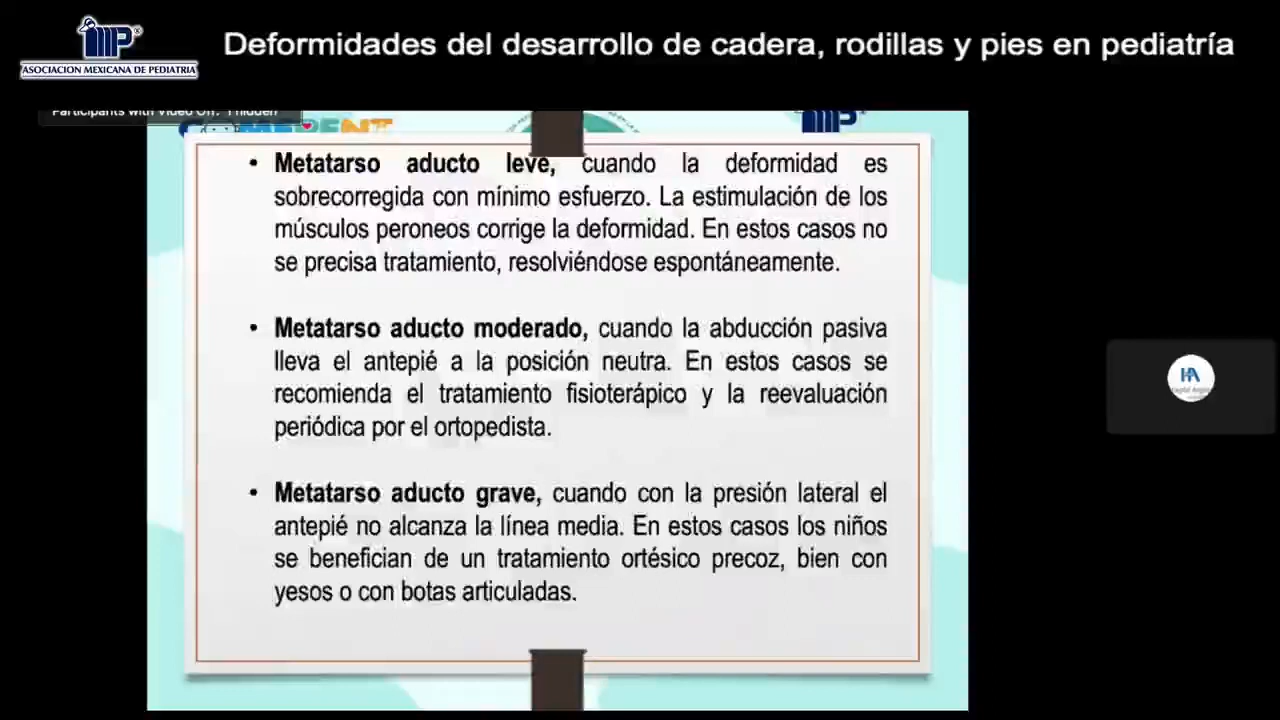 Deformidades del desarrollo de cadera, rodillas y pies en pediatría
ASOCIACION MEXICANA DE PEDIATRIA
Participants with Video Off: 1 hidden
• Metatarso aducto leve, cuando la deformidad es
sobrecorregida con mínimo esfuerzo. La estimulación de los
músculos peroneos corrige la deformidad. En estos casos no
se precisa tratamiento, resolviéndose espontáneamente.
• Metatarso aducto moderado, cuando la abducción pasiva
lleva el antepié a la posición neutra. En estos casos se
recomienda el tratamiento fisioterápico y la reevaluación
periódica por el ortopedista.
• Metatarso aducto grave, cuando con la presión lateral el
antepié no alcanza la línea media. En estos casos los niños
se benefician de un tratamiento ortésico precoz, bien con
yesos o con botas articuladas.
HA